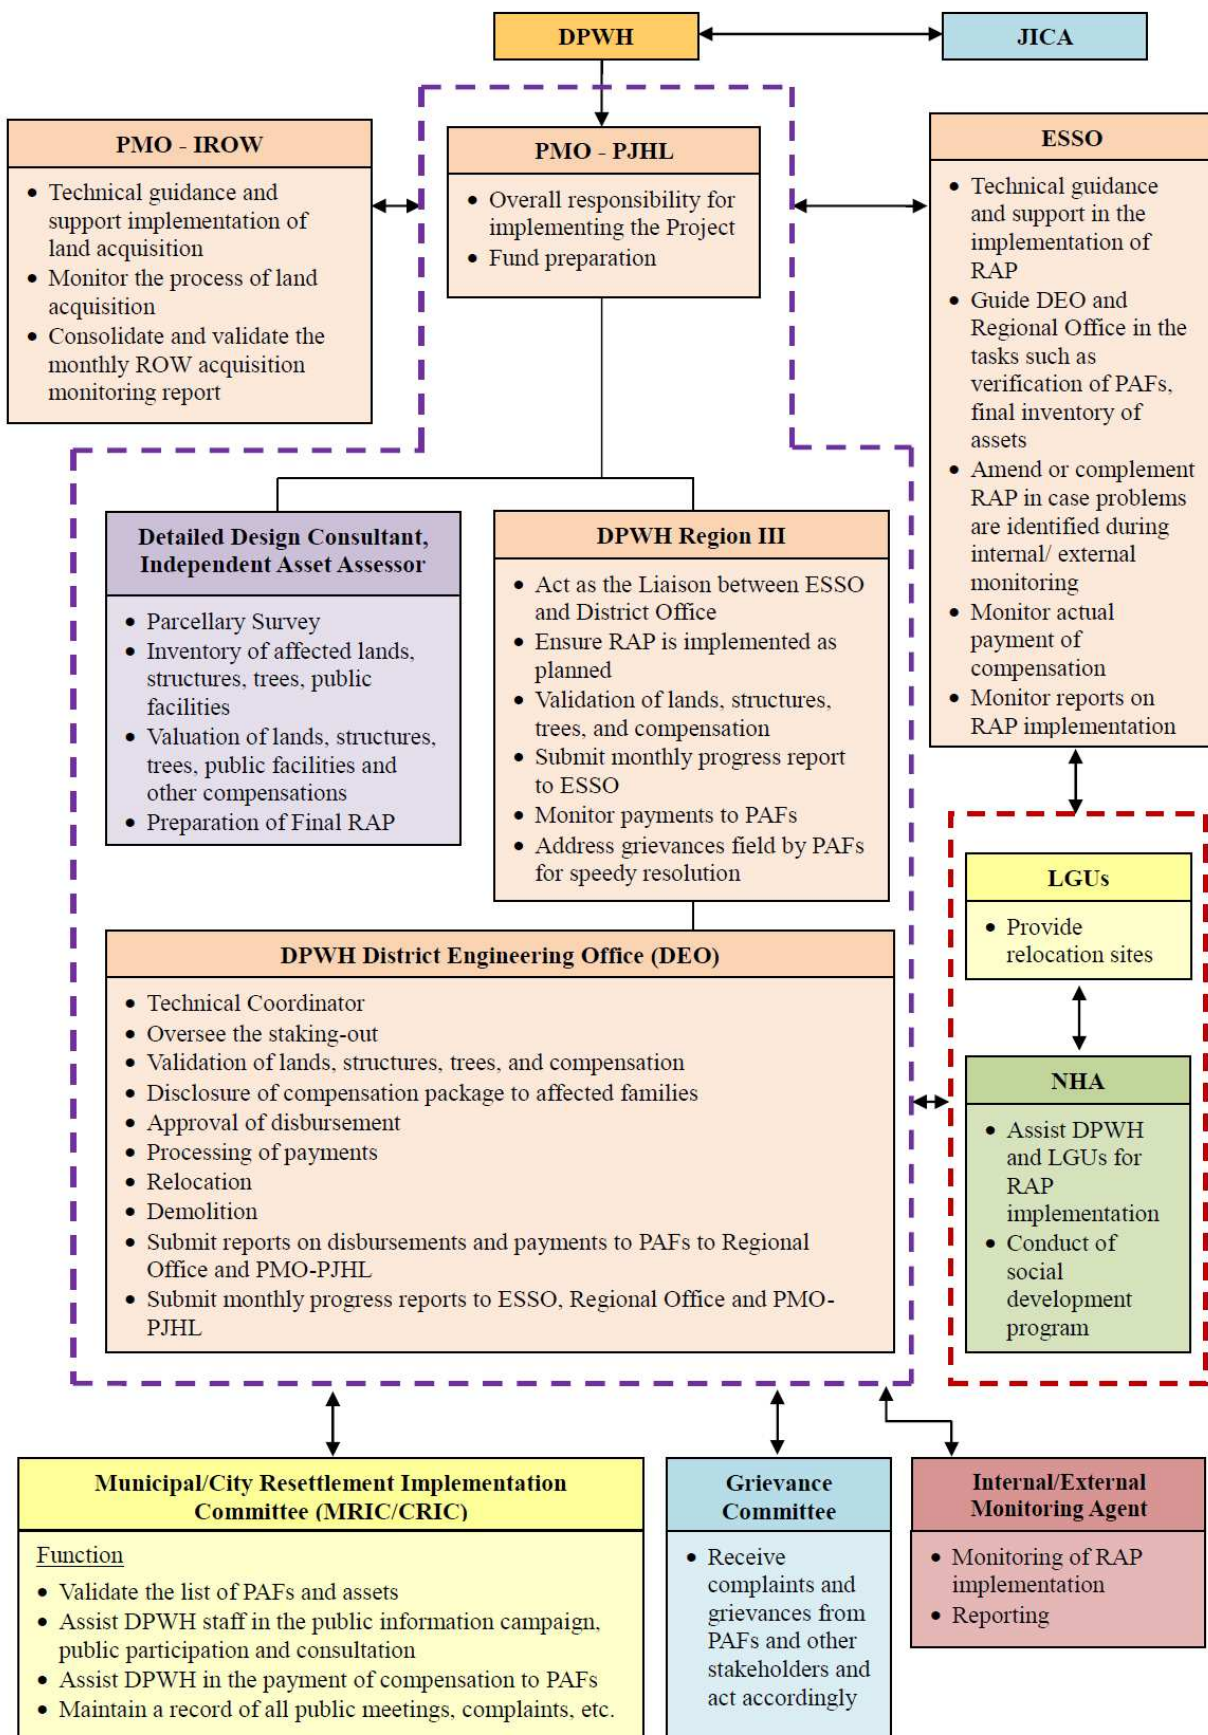 DPWH
JICA
PMO - IROW
• Technical guidance and
support implementation of
land acquisition
• Monitor the process of land
acquisition
• Consolidate and validate the
monthly ROW acquisition
monitoring report
PMO - PJHL
• Overall responsibility for
implementing the Project
• Fund preparation
ESSO
• Technical guidance
and support in the
implementation of
RAP
• Guide DEO and
Regional Office in the
tasks such as
verification of PAFs,
final inventory of
assets
• Amend or complement
RAP in case problems
are identified during
internal/ external
monitoring
• Monitor actual
payment of
compensation
• Monitor reports on
RAP implementation
Detailed Design Consultant,
Independent Asset Assessor
• Parcellary Survey
• Inventory of affected lands,
structures, trees, public
facilities
• Valuation of lands, structures,
trees, public facilities and
other compensations
• Preparation of Final RAP
DPWH Region III
• Act as the Liaison between ESSO
and District Office
• Ensure RAP is implemented as
planned
• Validation of lands, structures,
trees, and compensation
• Submit monthly progress report
to ESSO
• Monitor payments to PAFs
• Address grievances field by PAFs
for speedy resolution
LGUs
• Provide
relocation sites
DPWH District Engineering Office (DEO)
• Technical Coordinator
• Oversee the staking-out
• Validation of lands, structures, trees, and compensation
• Disclosure of compensation package to affected families
• Approval of disbursement
• Processing of payments
• Relocation
• Demolition
• Submit reports on disbursements and payments to PAFs to Regional
Office and PMO-PJHL
• Submit monthly progress reports to ESSO, Regional Office and PMO-
PJHL
NHA
• Assist DPWH
and LGUs for
RAP
implementation
• Conduct of
social
development
program
Municipal/City Resettlement Implementation
Committee (MRIC/CRIC)
Function
• Validate the list of PAFs and assets
• Assist DPWH staff in the public information campaign,
public participation and consultation
• Assist DPWH in the payment of compensation to PAFs
• Maintain a record of all public meetings, complaints, etc.
Grievance
Committee
• Receive
complaints and
grievances from
PAFs and other
stakeholders and
act accordingly
Internal/External
Monitoring Agent
• Monitoring of RAP
implementation
• Reporting